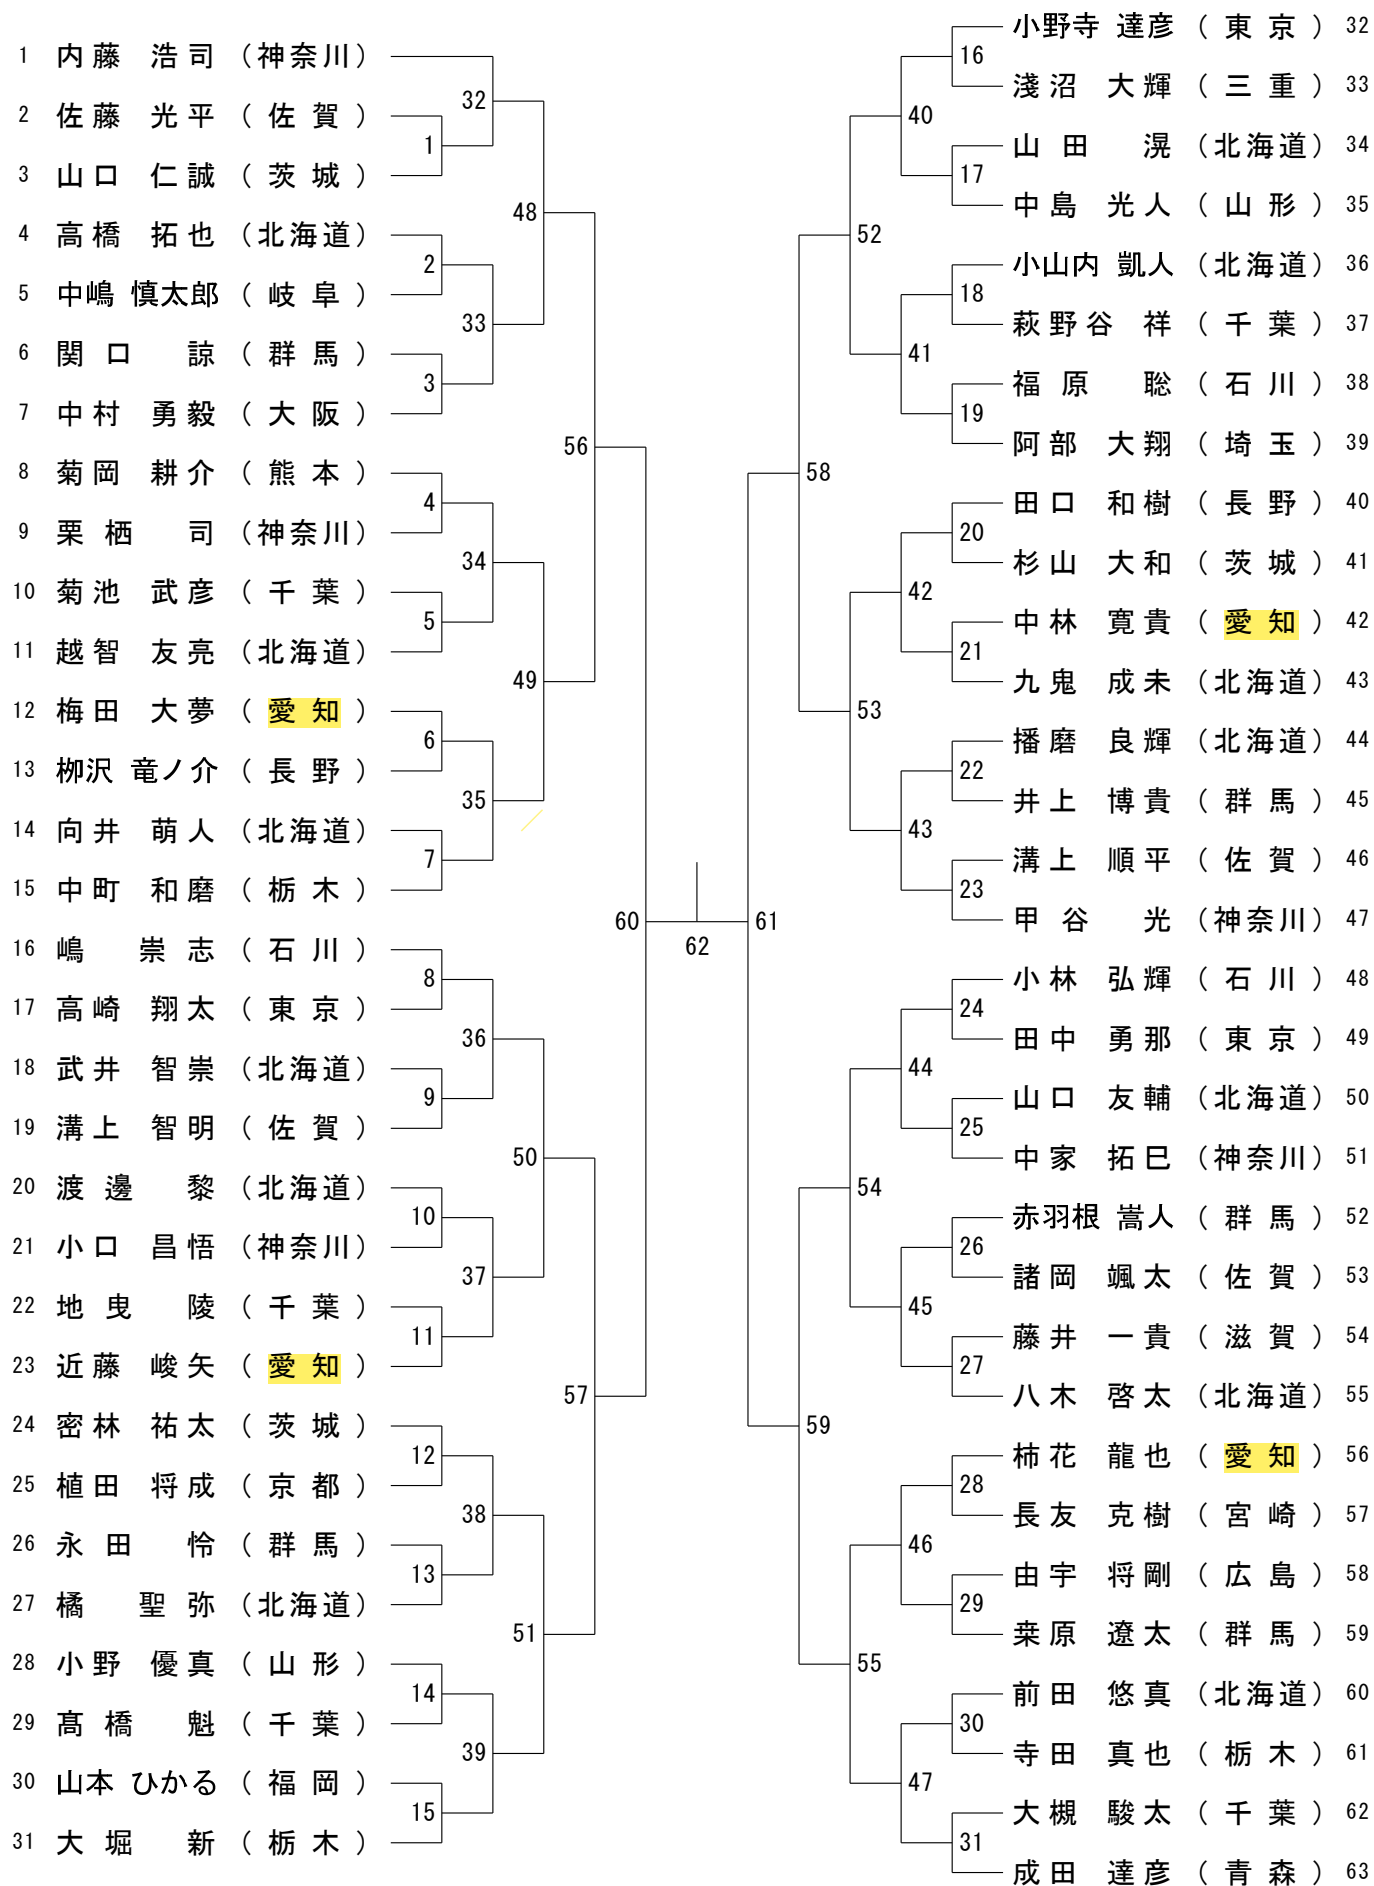 1 内藤 浩司 (神奈川)
2 佐藤 光平 (佐賀)
3 山口 仁誠 (茨城)
4 高橋 拓也 (北海道)
5 中嶋 慎太郎 (岐阜)
6 関口 諒 (群馬)
7 中村 勇毅 (大阪)
8 菊岡 耕介 (熊本)
9 栗栖 司 (神奈川)
10 菊池 武彦 (千葉)
11 越智 友亮 (北海道)
12 梅田 大夢 (愛知)
13 栁沢 竜ノ介 (長野)
14 向井 萌人 (北海道)
15 中町 和磨 (栃木)
16 嶋 崇志 (石川)
17 高崎 翔太 (東京)
18 武井 智崇 (北海道)
19 溝上 智明 (佐賀)
20 渡邊 黎 (北海道)
21 小口 昌悟 (神奈川)
22 地曳 陵 (千葉)
23 近藤 峻矢 (愛知)
24 密林 祐太 (茨城)
25 植田 将成 (京都)
26 永田 怜 (群馬)
27 橘 聖弥 (北海道)
28 小野 優真 (山形)
29 髙橋 魁 (千葉)
30 山本 ひかる (福岡)
31 大堀 新 (栃木)
1
2
3
4
5
6
7
8
9
10
11
12
13
14
15
32
33
34
35
36
37
38
39
48
49
50
51
56
57
60
62
61
58
59
52
53
54
55
40
41
42
43
44
45
46
47
16
17
18
19
20
21
22
23
24
25
26
27
28
29
30
31
小野寺 達彦 (東京) 32
淺沼 大輝 (三重) 33
山田 滉 (北海道) 34
中島 光人 (山形) 35
小山内 凱人 (北海道) 36
萩野谷 祥 (千葉) 37
福原 聡 (石川) 38
阿部 大翔 (埼玉) 39
田口 和樹 (長野) 40
杉山 大和 (茨城) 41
中林 寛貴 (愛知) 42
九鬼 成未 (北海道) 43
播磨 良輝 (北海道) 44
井上 博貴 (群馬) 45
溝上 順平 (佐賀) 46
甲谷 光 (神奈川) 47
小林 弘輝 (石川) 48
田中 勇那 (東京) 49
山口 友輔 (北海道) 50
中家 拓巳 (神奈川) 51
赤羽根 嵩人 (群馬) 52
諸岡 颯太 (佐賀) 53
藤井 一貴 (滋賀) 54
八木 啓太 (北海道) 55
柿花 龍也 (愛知) 56
長友 克樹 (宮崎) 57
由宇 将剛 (広島) 58
桒原 遼太 (群馬) 59
前田 悠真 (北海道) 60
寺田 真也 (栃木) 61
大槻 駿太 (千葉) 62
成田 達彦 (青森) 63